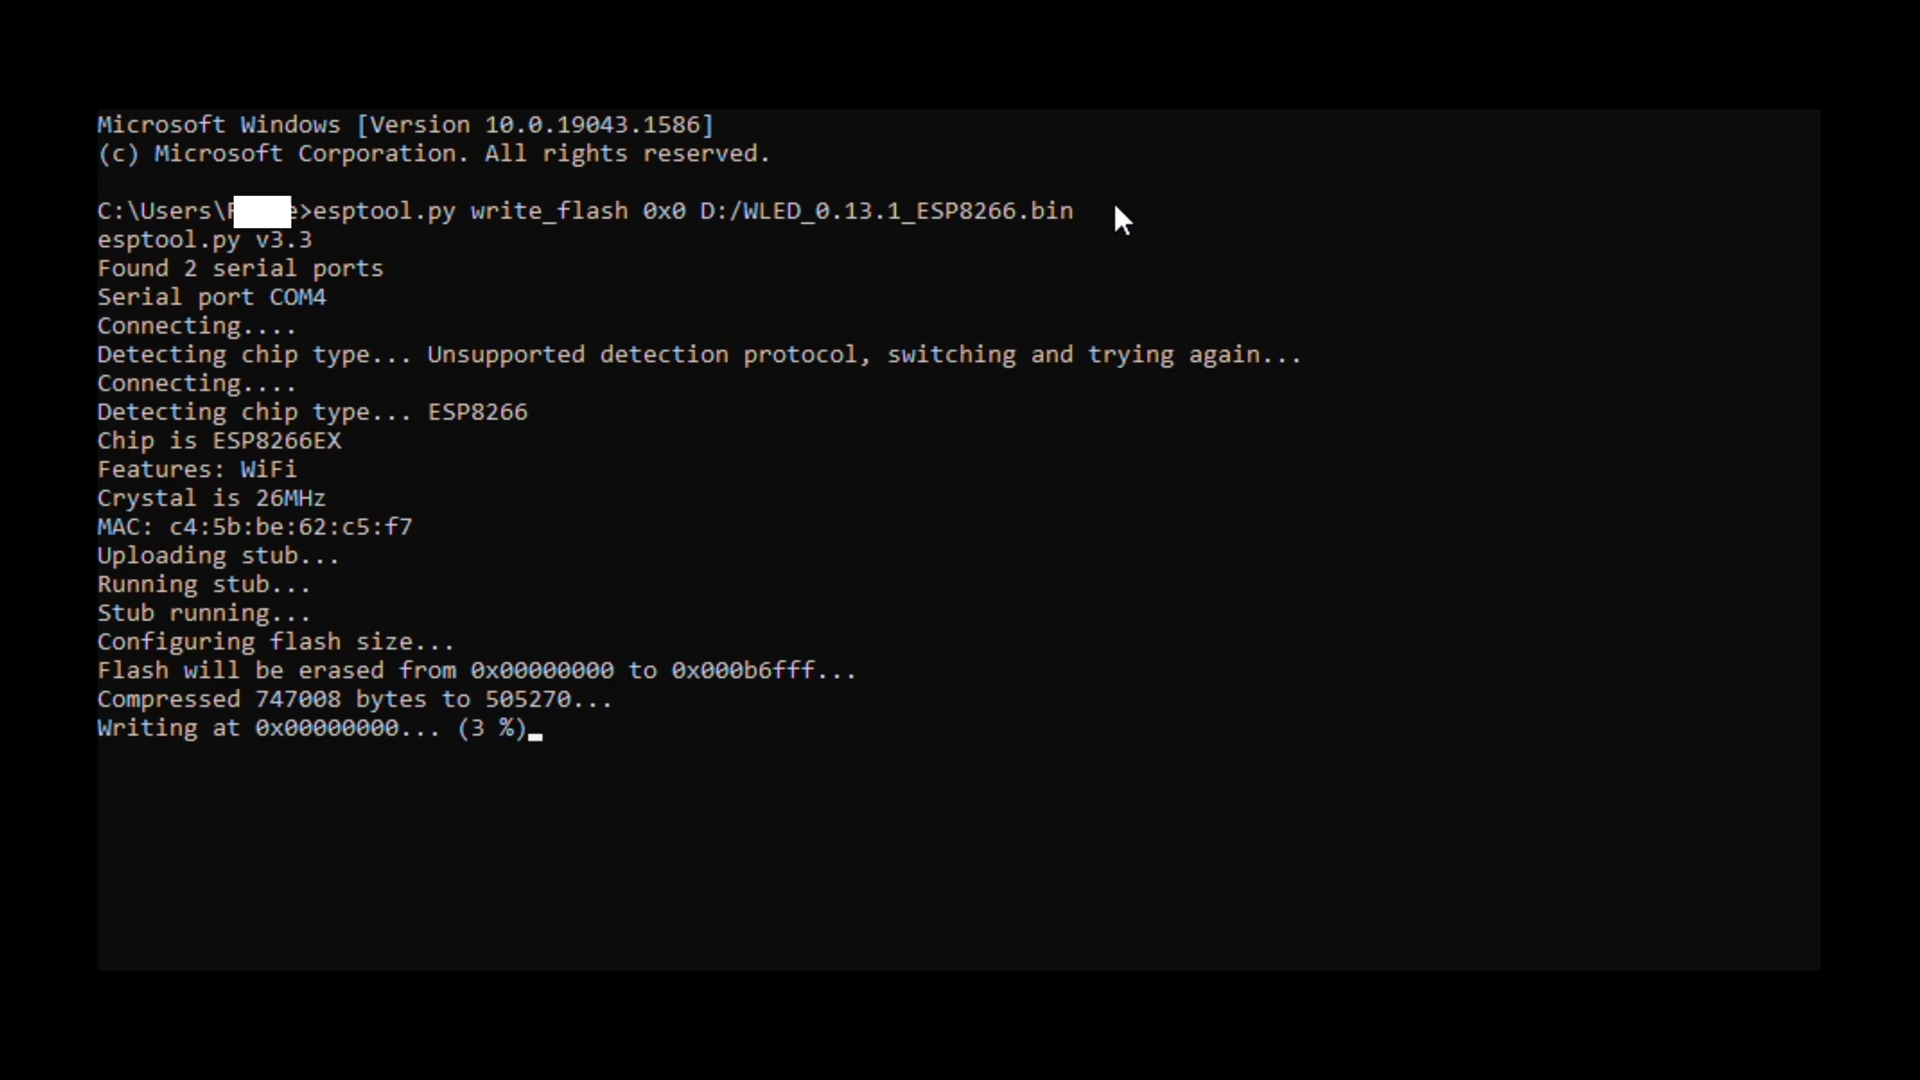 Microsoft Windows [Version 10.0.19043.1586]
(c) Microsoft Corporation. All rights reserved.
C:\Users\ >esptool.py write_flash 0x0 D:/WLED_0.13.1_ESP8266.bin
esptool.py v3.3
Found 2 serial ports
Serial port COM4
Connecting....
Detecting chip type... Unsupported detection protocol, switching and trying again...
Connecting....
Detecting chip type... ESP8266
Chip is ESP8266EX
Features: WiFi
Crystal is 26MHz
MAC: c4:5b:be:62:c5:f7
Uploading stub...
Running stub...
Stub running...
Configuring flash size...
Flash will be erased from 0x00000000 to 0x000b6fff...
Compressed 747008 bytes to 505270...
Writing at 0x00000000... (3 %)